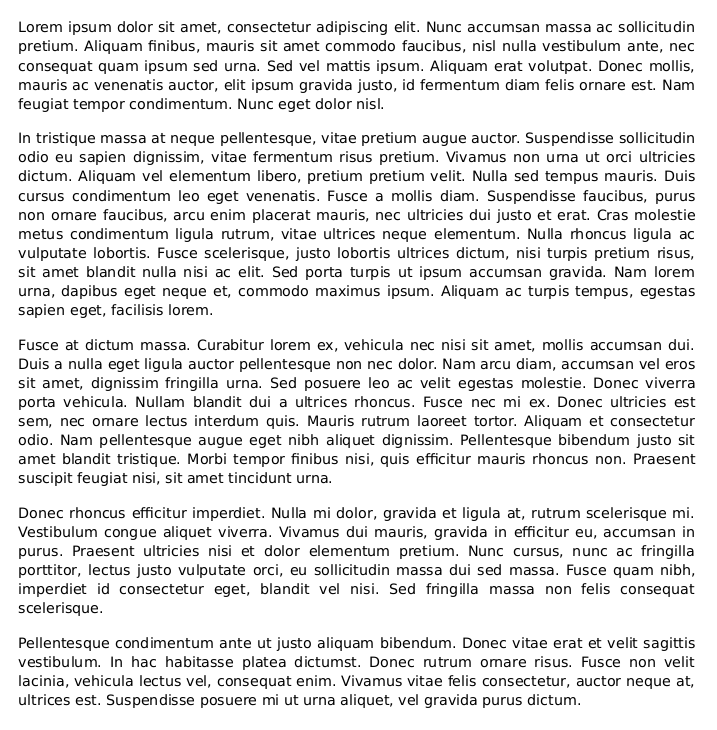 Lorem ipsum dolor sit amet, consectetur adipiscing elit. Nunc accumsan massa ac sollicitudin
pretium. Aliquam finibus, mauris sit amet commodo faucibus, nisl nulla vestibulum ante, nec
consequat quam ipsum sed urna. Sed vel mattis ipsum. Aliquam erat volutpat. Donec mollis,
mauris ac venenatis auctor, elit ipsum gravida justo, id fermentum diam felis ornare est. Nam
feugiat tempor condimentum. Nunc eget dolor nisl.
In tristique massa at neque pellentesque, vitae pretium augue auctor. Suspendisse sollicitudin
odio eu sapien dignissim, vitae fermentum risus pretium. Vivamus non urna ut orci ultricies
dictum. Aliquam vel elementum libero, pretium pretium velit. Nulla sed tempus mauris. Duis
cursus condimentum leo eget venenatis. Fusce a mollis diam. Suspendisse faucibus, purus
non ornare faucibus, arcu enim placerat mauris, nec ultricies dui justo et erat. Cras molestie
metus condimentum ligula rutrum, vitae ultrices neque elementum. Nulla rhoncus ligula ac
vulputate lobortis. Fusce scelerisque, justo lobortis ultrices dictum, nisi turpis pretium risus,
sit amet blandit nulla nisi ac elit. Sed porta turpis ut ipsum accumsan gravida. Nam lorem
urna, dapibus eget neque et, commodo maximus ipsum. Aliquam ac turpis tempus, egestas
sapien eget, facilisis lorem.
Fusce at dictum massa. Curabitur lorem ex, vehicula nec nisi sit amet, mollis accumsan dui.
Duis a nulla eget ligula auctor pellentesque non nec dolor. Nam arcu diam, accumsan vel eros
sit amet, dignissim fringilla urna. Sed posuere leo ac velit egestas molestie. Donec viverra
porta vehicula. Nullam blandit dui a ultrices rhoncus. Fusce nec mi ex. Donec ultricies est
sem, nec ornare lectus interdum quis. Mauris rutrum laoreet tortor. Aliquam et consectetur
odio. Nam pellentesque augue eget nibh aliquet dignissim. Pellentesque bibendum justo sit
amet blandit tristique. Morbi tempor finibus nisi, quis efficitur mauris rhoncus non. Praesent
suscipit feugiat nisi, sit amet tincidunt urna.
Donec rhoncus efficitur imperdiet. Nulla mi dolor, gravida et ligula at, rutrum scelerisque mi.
Vestibulum congue aliquet viverra. Vivamus dui mauris, gravida in efficitur eu, accumsan in
purus. Praesent ultricies nisi et dolor elementum pretium. Nunc cursus, nunc ac fringilla
porttitor, lectus justo vulputate orci, eu sollicitudin massa dui sed massa. Fusce quam nibh,
imperdiet id consectetur eget, blandit vel nisi. Sed fringilla massa non felis consequat
scelerisque.
Pellentesque condimentum ante ut justo aliquam bibendum. Donec vitae erat et velit sagittis
vestibulum. In hac habitasse platea dictumst. Donec rutrum ornare risus. Fusce non velit
lacinia, vehicula lectus vel, consequat enim. Vivamus vitae felis consectetur, auctor neque at,
ultrices est. Suspendisse posuere mi ut urna aliquet, vel gravida purus dictum.